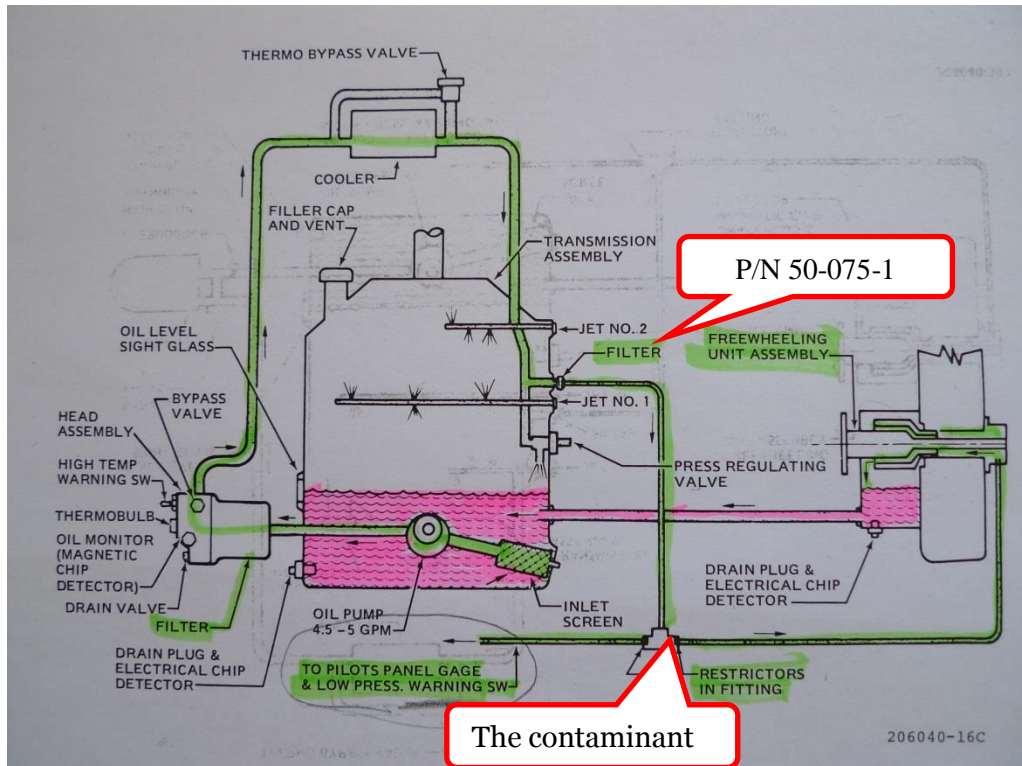 THERMO BYPASS VALVE
COOLER
FILLER CAP
AND VENT
TRANSMISSION
ASSEMBLY
P/N 50-075-1
OIL LEVEL
SIGHT GLASS
JET NO. 2
FILTER
FREEWHEELING
UNIT ASSEMBLY
BYPASS
VALVE
JET NO. 1
HEAD
ASSEMBLY
HIGH TEMP
WARNING SW
PRESS REGULATING
VALVE
THERMOBULB
OIL MONITOR
(MAGNETIC
CHIP
DETECTOR)
DRAIN VALVE
FILTER
OIL PUMP
4.5 -5 GPM
INLET
SCREEN
DRAIN PLUG &
ELECTRICAL CHIP
DETECTOR
DRAIN PLUG &
ELECTRICAL CHIP
DETECTOR
TO PILOTS PANEL GAGE
& LOW PRESS. WARNING SW
RESTRICTORS
IN FITTING
The contaminant
206040-16C